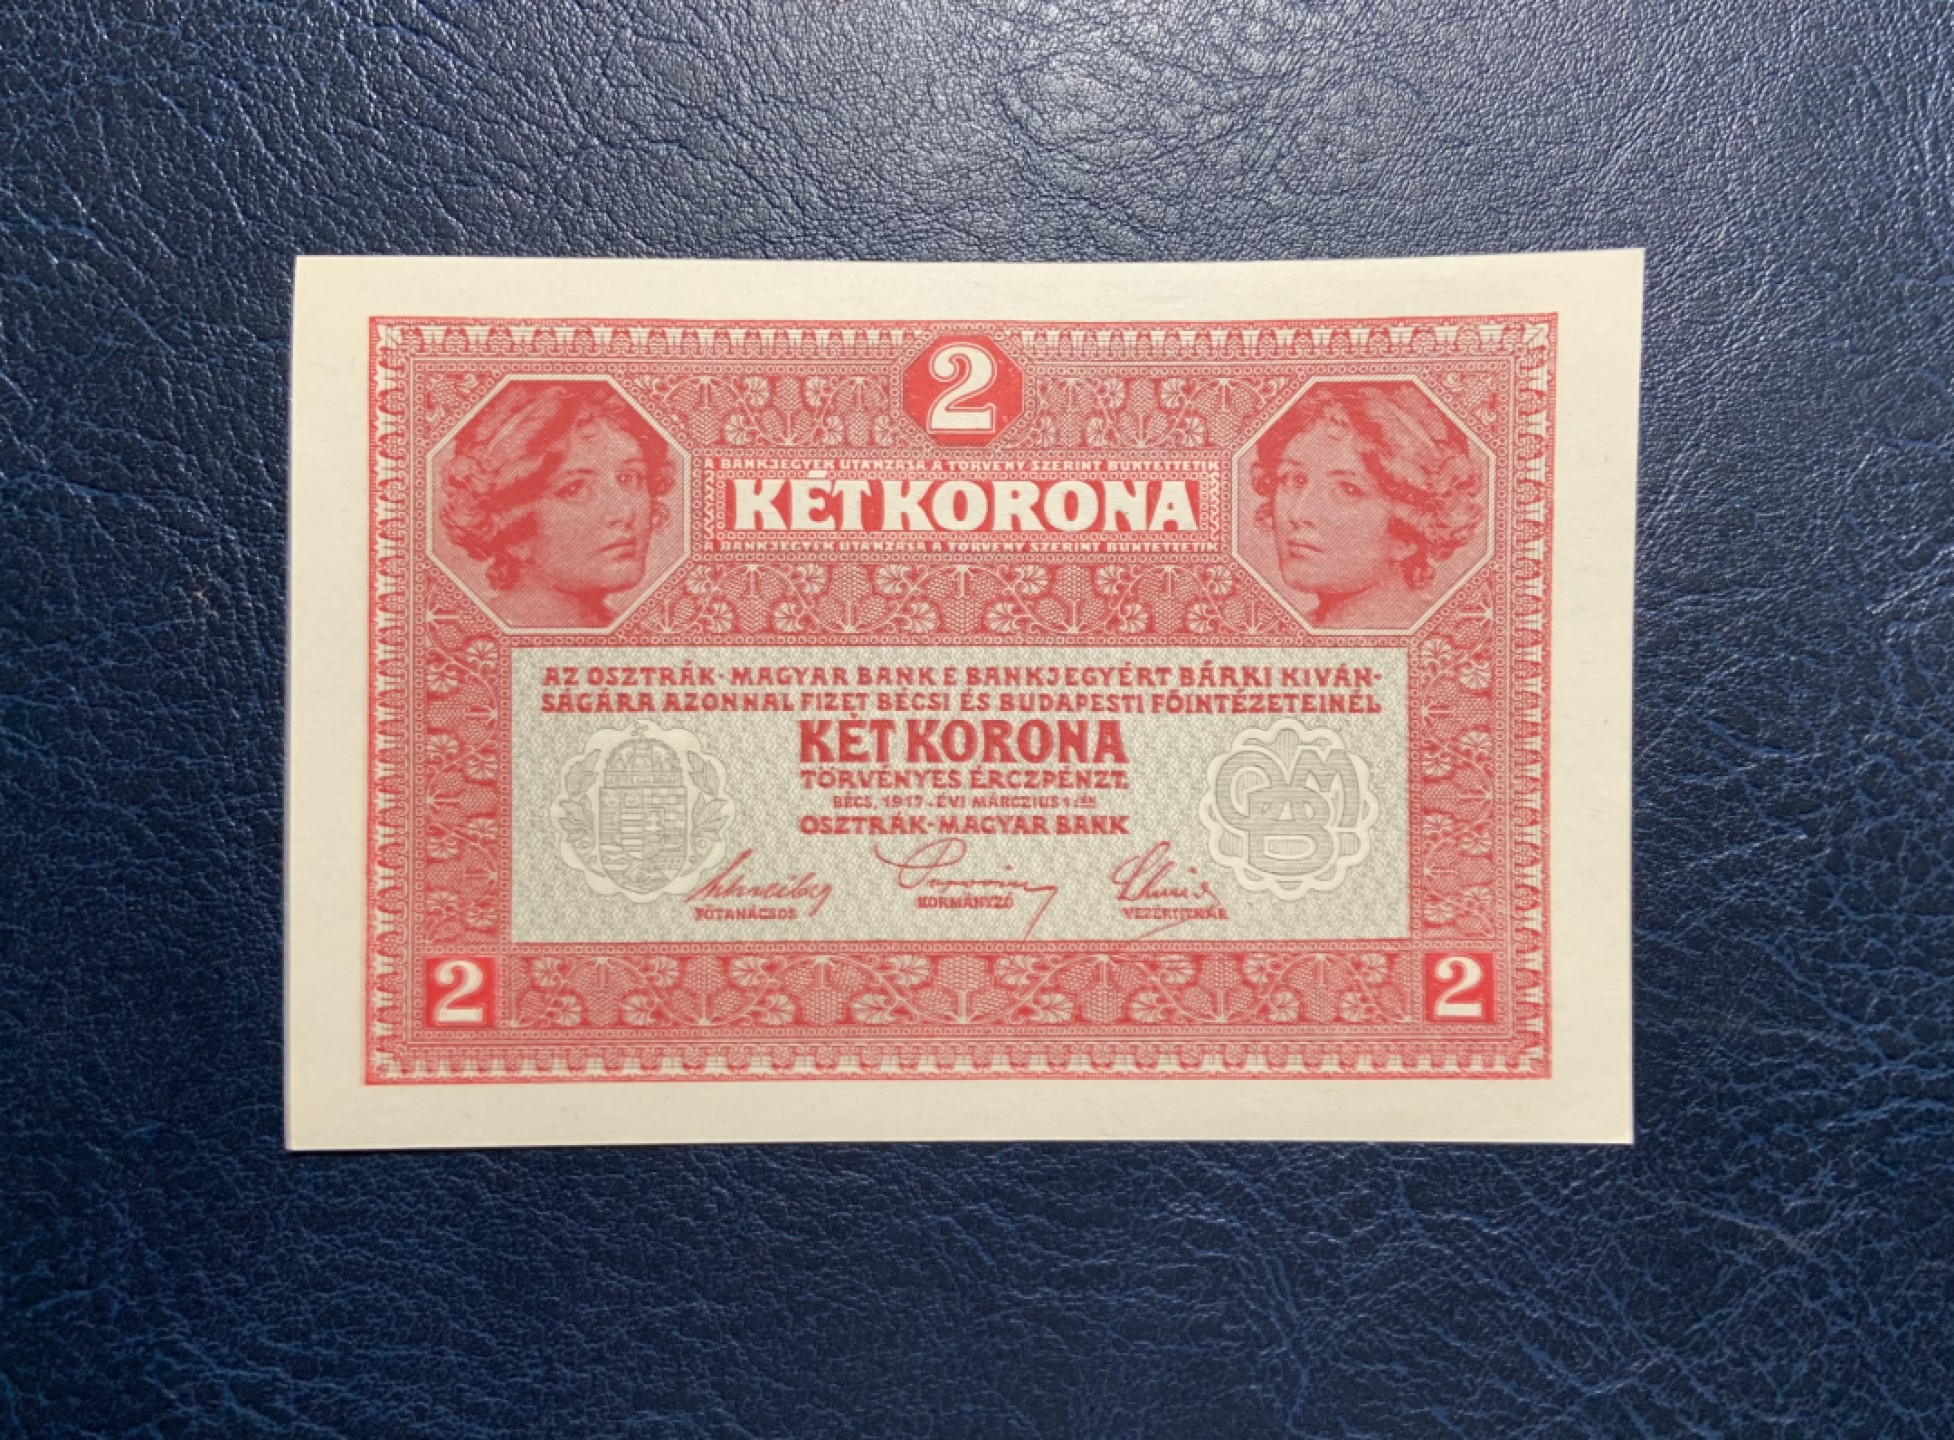 2
A BANKJEGYEK UTÁNZÁSA A TÖRVÉNY SZERINT BÜNTETTETIK
KÉT KORONA
A BANKJEGYEK UTÁNZÁSA A TÖRVÉNY SZERINT BÜNTETTETIK
AZ OSZTRÁK-MAGYAR BANK E BANKJEGYÉRT BÁRKI KIVÁN-
SÁGÁRA AZONNAL FIZET BÉCSI ÉS BUDAPESTI FŐINTÉZETEINÉL
KÉT KORONA
TÖRVÉNYES ÉRCZPÉNZT.
BÉCS, 1917. ÉVI MÁRCZIUS 1-ÉN
OSZTRÁK-MAGYAR BANK
FŐTANÁCSOS KORMÁNYZÓ VEZÉRTITKÁR
2 2